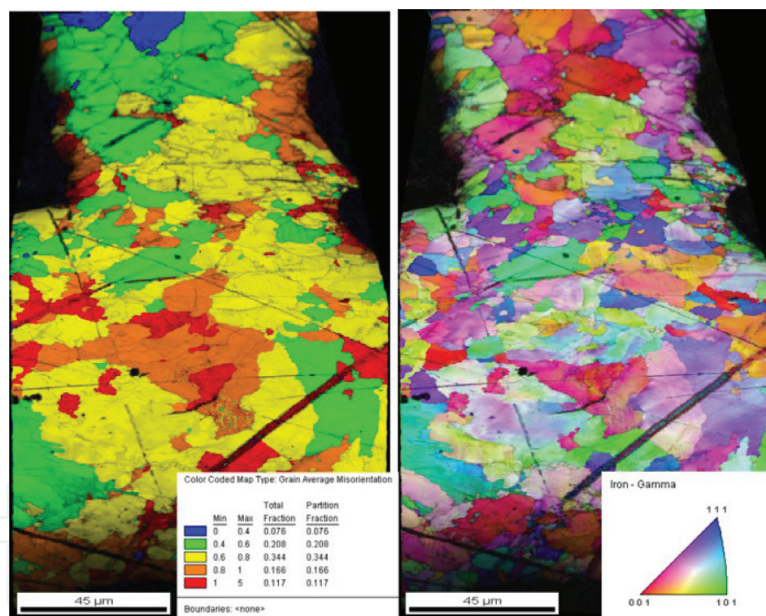 Color Coded Map Type: Grain Average Misorientation
Total Partition
Min Max Fraction Fraction
0 0.4 0.076 0.076
0.4 0.6 0.208 0.208
0.6 0.8 0.344 0.344
0.8 1 0.166 0.166
1 5 0.117 0.117
Boundaries: <none>
45 µm
Iron - Gamma
1 1 1
0 0 1 1 0 1
45 µm